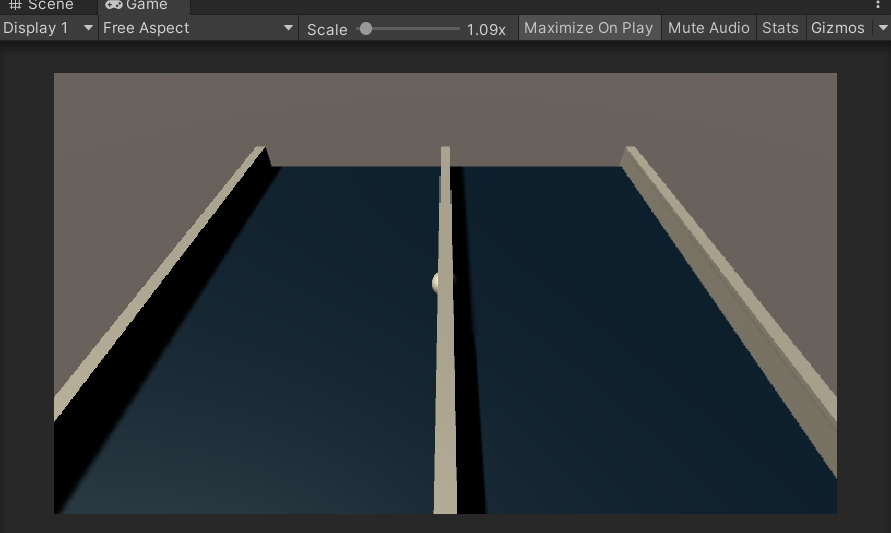 Scene Game
Display 1 Free Aspect Scale 1.09x Maximize On Play Mute Audio Stats Gizmos